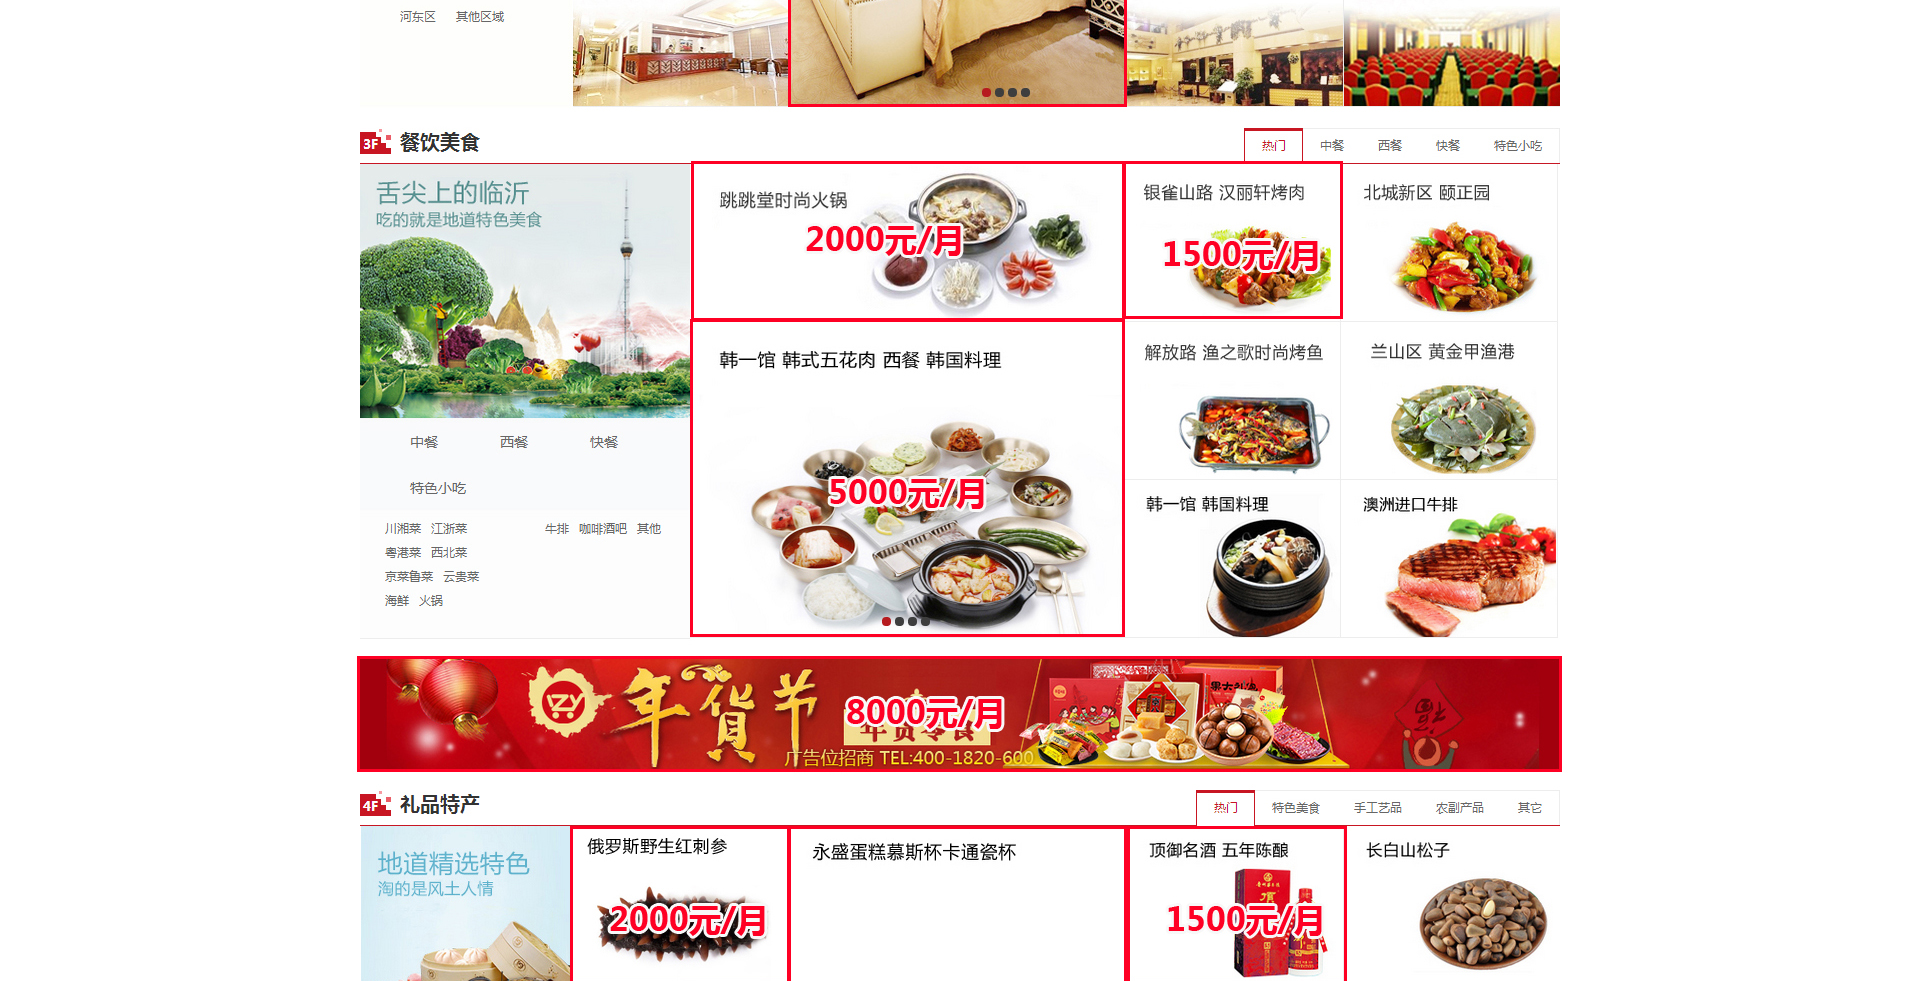 河东区 其他区域
3F 餐饮美食
热门 中餐 西餐 快餐 特色小吃
舌尖上的临沂
吃的就是地道特色美食
跳跳堂时尚火锅
2000元/月
银雀山路 汉丽轩烤肉
1500元/月
北城新区 颐正园
韩一馆 韩式五花肉 西餐 韩国料理
5000元/月
解放路 渔之歌时尚烤鱼
兰山区 黄金甲渔港
韩一馆 韩国料理
澳洲进口牛排
中餐 西餐 快餐
特色小吃
川湘菜 江浙菜 牛排 咖啡酒吧 其他
粤港菜 西北菜
京菜鲁菜 云贵菜
海鲜 火锅
IZY
年貨节
8000元/月
年货零食
广告位招商 TEL:400-1820-600
4F 礼品特产
热门 特色美食 手工艺品 农副产品 其它
地道精选特色
淘的是风土人情
俄罗斯野生红刺参
2000元/月
永盛蛋糕慕斯杯卡通瓷杯
顶御名酒 五年陈酿
1500元/月
长白山松子